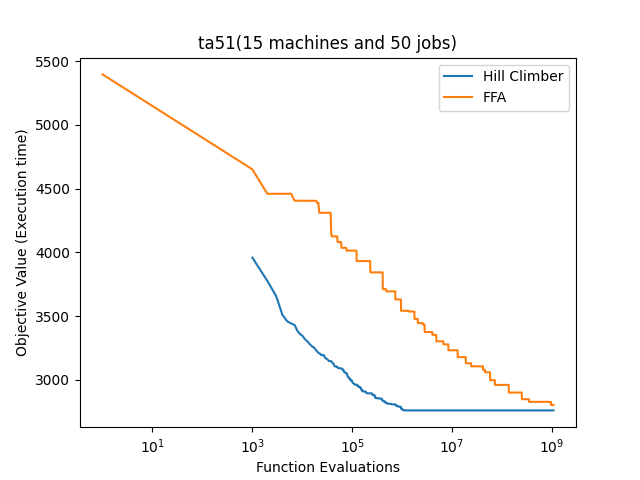 ta51(15 machines and 50 jobs)
Hill Climber
FFA
Objective Value (Execution time)
5500
5000
4500
4000
3500
3000
10^1
10^3
10^5
10^7
10^9
Function Evaluations